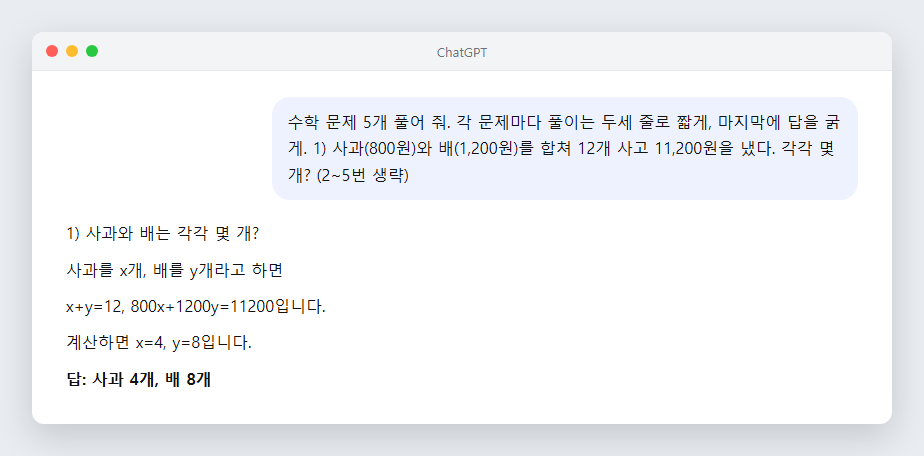 ChatGPT
수학 문제 5개 풀어 줘. 각 문제마다 풀이는 두세 줄로 짧게, 마지막에 답을 굵
게. 1) 사과(800원)와 배(1,200원)를 합쳐 12개 사고 11,200원을 냈다. 각각 몇
개? (2~5번 생략)
1) 사과와 배는 각각 몇 개?
사과를 x개, 배를 y개라고 하면
x+y=12, 800x+1200y=11200입니다.
계산하면 x=4, y=8입니다.
답: 사과 4개, 배 8개